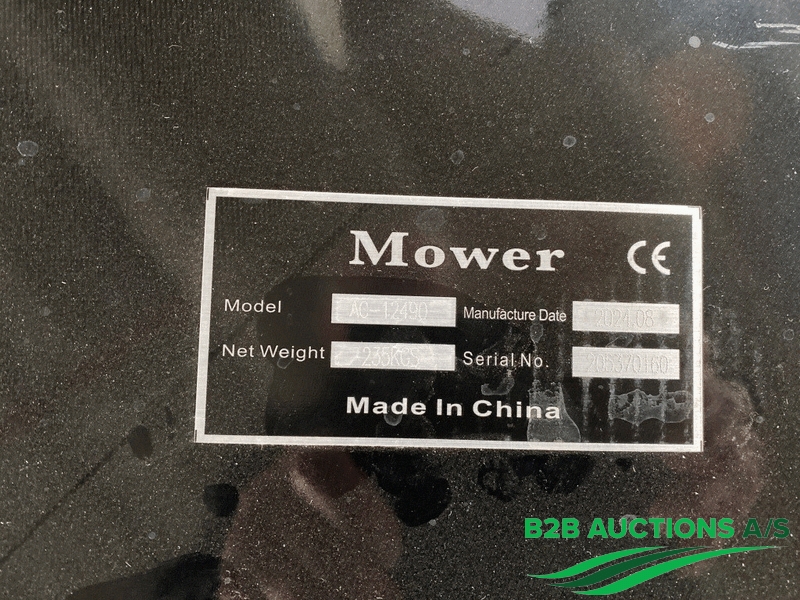 Mower CE
Model AC-12490 Manufacture Date 2024.08
Net Weight 235KGS Serial No. 205370160
Made In China
B2B AUCTIONS A/S